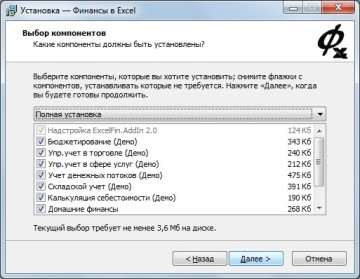 Установка — Финансы в Excel
Выбор компонентов
Какие компоненты должны быть установлены?
Выберите компоненты, которые вы хотите установить; снимите флажки с
компонентов, устанавливать которые не требуется. Нажмите «Далее», когда
вы будете готовы продолжить.
Полная установка
Надстройка ExcelFin.AddIn 2.0 124 Кб
Бюджетирование (Демо) 343 Кб
Упр.учет в торговле (Демо) 240 Кб
Упр.учет в сфере услуг (Демо) 212 Кб
Учет денежных потоков (Демо) 475 Кб
Складской учет (Демо) 391 Кб
Калькуляция себестоимости (Демо) 190 Кб
Домашние финансы 268 Кб
Текущий выбор требует не менее 3,6 Мб на диске.
< Назад Далее > Отмена